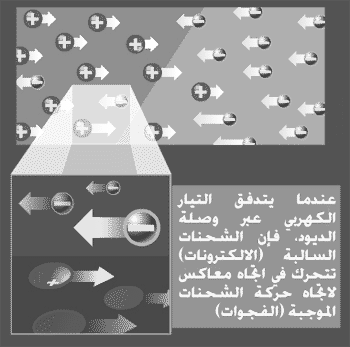 عندما يتدفق التيار
الكهربي عبر وصلة
الديود، فإن الشحنات
السالبة (الالكترونات)
تتحرك في اتجاه معاكس
لاتجاه حركة الشحنات
الموجبة (الفجوات)